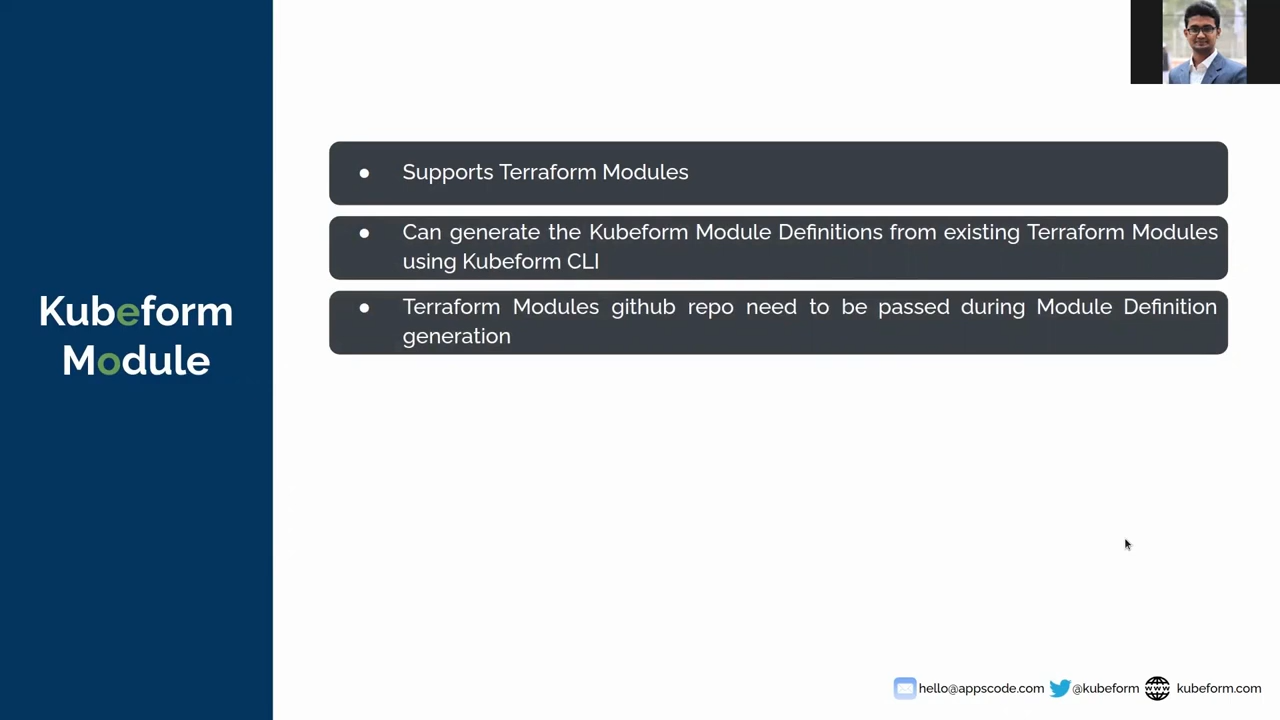 Kubeform
Module
● Supports Terraform Modules
● Can generate the Kubeform Module Definitions from existing Terraform Modules
using Kubeform CLI
● Terraform Modules github repo need to be passed during Module Definition
generation
hello@appscode.com @kubeform WWW kubeform.com